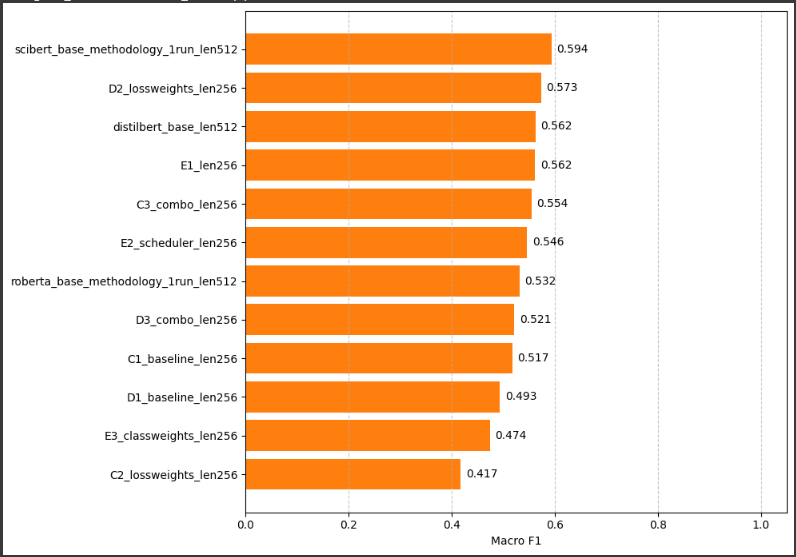 scibert_base_methodology_1run_len512 0.594
D2_lossweights_len256 0.573
distilbert_base_len512 0.562
E1_len256 0.562
C3_combo_len256 0.554
E2_scheduler_len256 0.546
roberta_base_methodology_1run_len512 0.532
D3_combo_len256 0.521
C1_baseline_len256 0.517
D1_baseline_len256 0.493
E3_classweights_len256 0.474
C2_lossweights_len256 0.417
0.0 0.2 0.4 0.6 0.8 1.0
Macro F1